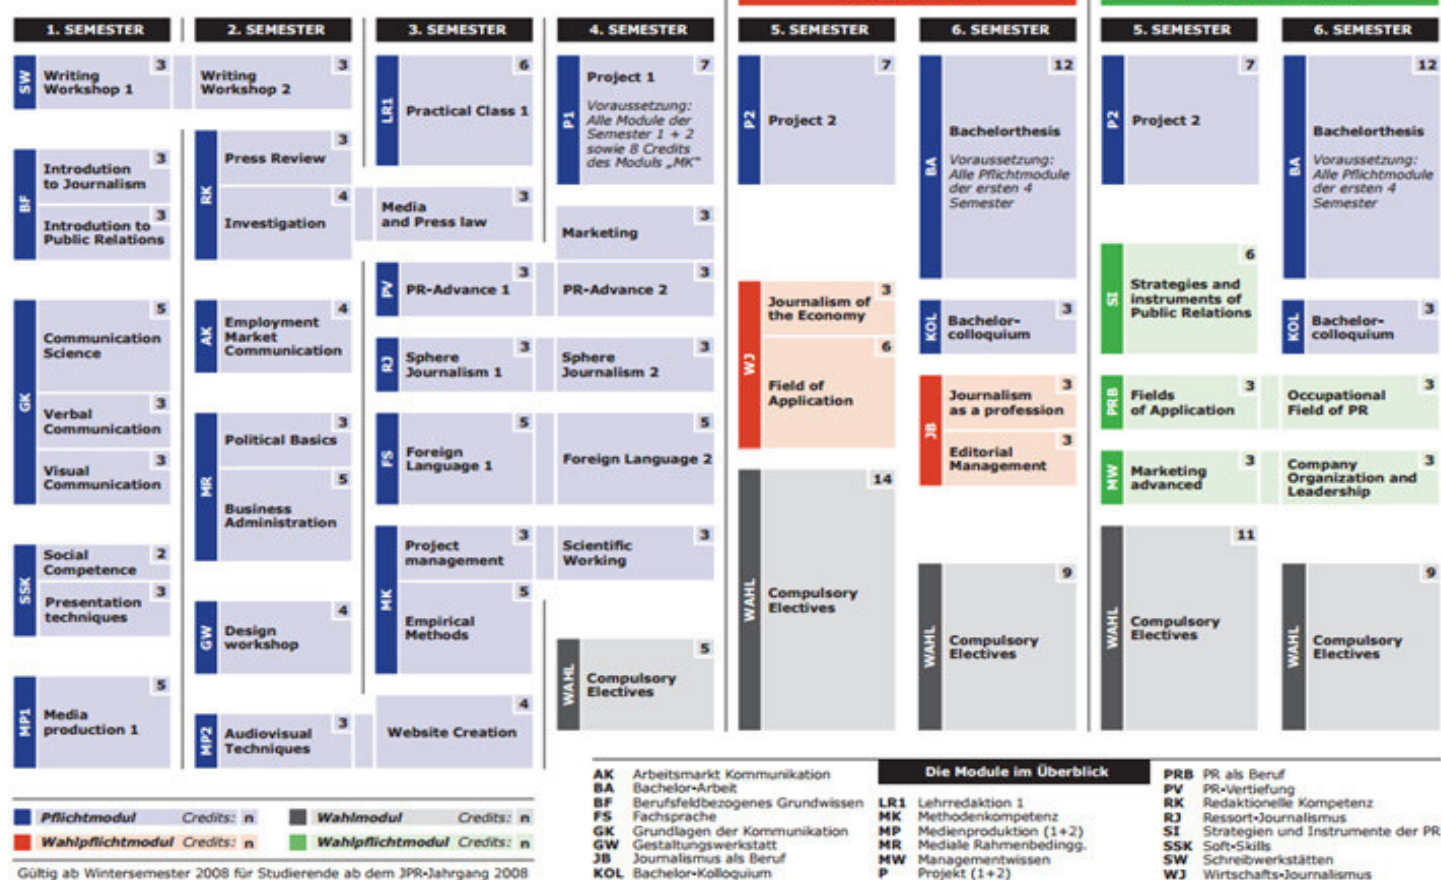 1. SEMESTER
SW
Writing
Workshop 1
3
BF
Introdution
to Journalism
3
Introdution to
Public Relations
3
GK
Communication
Science
5
Verbal
Communication
3
Visual
Communication
3
SSK
Social
Competence
2
Presentation
techniques
3
MP1
Media
production 1
5
2. SEMESTER
Writing
Workshop 2
3
RK
Press Review
3
Investigation
4
AK
Employment
Market
Communication
4
MR
Political Basics
3
Business
Administration
5
GW
Design
workshop
4
MP2
Audiovisual
Techniques
3
3. SEMESTER
LR1
Practical Class 1
6
Media
and Press law
3
PV
PR-Advance 1
3
RJ
Sphere
Journalism 1
3
FS
Foreign
Language 1
5
MK
Project
management
3
Empirical
Methods
5
Website Creation
4
4. SEMESTER
P1
Project 1
7
Voraussetzung:
Alle Module der
Semester 1 + 2
sowie 8 Credits
des Moduls „MK“
Marketing
3
PR-Advance 2
3
Sphere
Journalism 2
3
Foreign Language 2
5
Scientific
Working
3
WAHL
Compulsory
Electives
5
5. SEMESTER
P2
Project 2
7
WJ
Journalism of
the Economy
3
Field of
Application
6
WAHL
Compulsory
Electives
14
6. SEMESTER
BA
Bachelorthesis
12
Voraussetzung:
Alle Pflichtmodule
der ersten 4
Semester
KOL
Bachelor-
colloquium
3
JB
Journalism
as a profession
3
Editorial
Management
3
WAHL
Compulsory
Electives
9
5. SEMESTER
P2
Project 2
7
SI
Strategies and
instruments of
Public Relations
6
PRB
Fields
of Application
3
MW
Marketing
advanced
3
WAHL
Compulsory
Electives
11
6. SEMESTER
BA
Bachelorthesis
12
Voraussetzung:
Alle Pflichtmodule
der ersten 4
Semester
KOL
Bachelor-
colloquium
3
Occupational
Field of PR
3
Company
Organization and
Leadership
3
WAHL
Compulsory
Electives
9
Pflichtmodul Credits: n
Wahlmodul Credits: n
Wahlpflichtmodul Credits: n
Wahlpflichtmodul Credits: n
Gültig ab Wintersemester 2008 für Studierende ab dem JPR-Jahrgang 2008
Die Module im Überblick
AK Arbeitsmarkt Kommunikation
BA Bachelor-Arbeit
BF Berufsfeldbezogenes Grundwissen
FS Fachsprache
GK Grundlagen der Kommunikation
GW Gestaltungswerkstatt
JB Journalismus als Beruf
KOL Bachelor-Kolloquium
LR1 Lehrredaktion 1
MK Methodenkompetenz
MP Medienproduktion (1+2)
MR Mediale Rahmenbedingg.
MW Managementwissen
P Projekt (1+2)
PRB PR als Beruf
PV PR-Vertiefung
RK Redaktionelle Kompetenz
RJ Ressort-Journalismus
SI Strategien und Instrumente der PR
SSK Soft-Skills
SW Schreibwerkstätten
WJ Wirtschafts-Journalismus